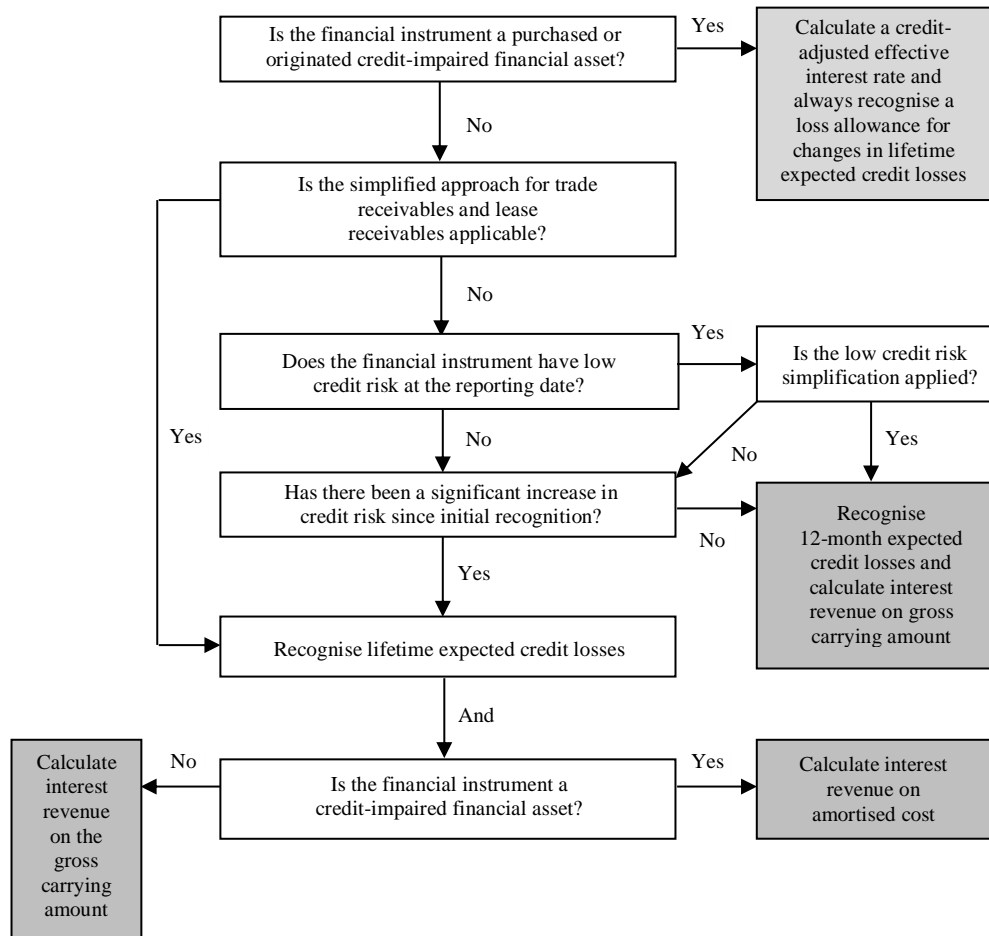 Is the financial instrument a purchased or
originated credit-impaired financial asset?
Yes
Calculate a credit-
adjusted effective
interest rate and
always recognise a
loss allowance for
changes in lifetime
expected credit losses
No
Is the simplified approach for trade
receivables and lease
receivables applicable?
No
Yes
Does the financial instrument have low
credit risk at the reporting date?
Yes
Is the low credit risk
simplification applied?
No
No
Yes
Has there been a significant increase in
credit risk since initial recognition?
No
Recognise
12-month expected
credit losses and
calculate interest
revenue on gross
carrying amount
Yes
Recognise lifetime expected credit losses
And
Is the financial instrument a
credit-impaired financial asset?
No
Calculate
interest
revenue
on the
gross
carrying
amount
Yes
Calculate interest
revenue on
amortised cost